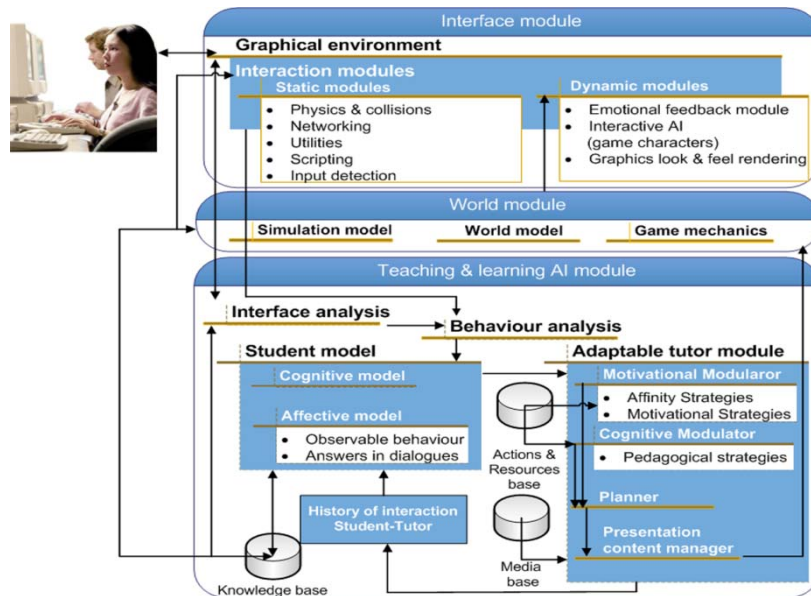 Interface module
Graphical environment
Interaction modules
Static modules
• Physics & collisions
• Networking
• Utilities
• Scripting
• Input detection
Dynamic modules
• Emotional feedback module
• Interactive AI
(game characters)
• Graphics look & feel rendering
World module
Simulation model
World model
Game mechanics
Teaching & learning AI module
Interface analysis
Behaviour analysis
Student model
Cognitive model
Affective model
• Observable behaviour
• Answers in dialogues
History of interaction
Student-Tutor
Knowledge base
Actions &
Resources
base
Media
base
Adaptable tutor module
Motivational Modularor
• Affinity Strategies
• Motivational Strategies
Cognitive Modulator
• Pedagogical strategies
Planner
Presentation
content manager